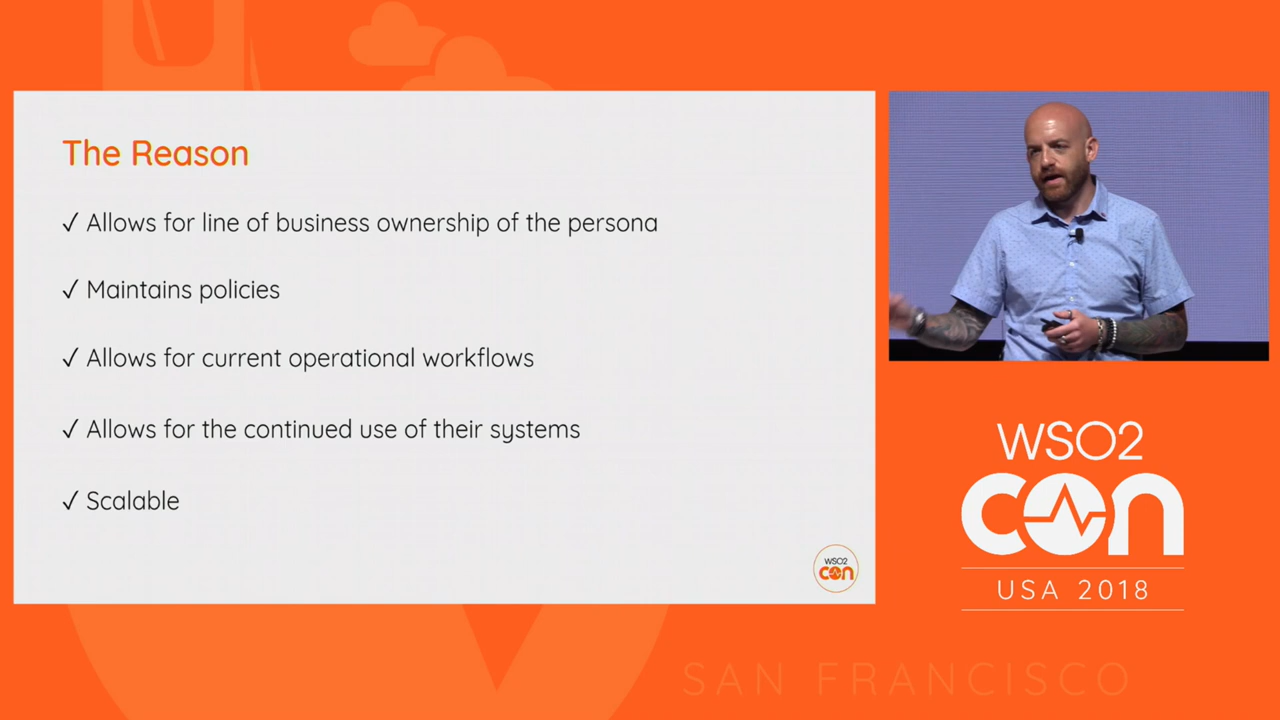 The Reason
✓ Allows for line of business ownership of the persona
✓ Maintains policies
✓ Allows for current operational workflows
✓ Allows for the continued use of their systems
✓ Scalable
WSO2
con
WSO2
con
USA 2018
SAN FRANCISCO